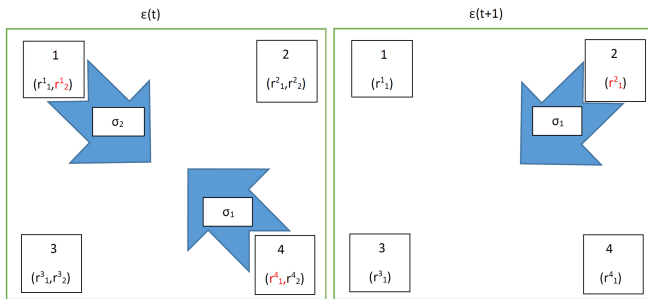 ε(t)
ε(t+1)
1
(r¹₁,r¹₂)
2
(r²₁,r²₂)
σ₂
σ₁
3
(r³₁,r³₂)
4
(r⁴₁,r⁴₂)
1
(r¹₁)
2
(r²₁)
σ₁
3
(r³₁)
4
(r⁴₁)